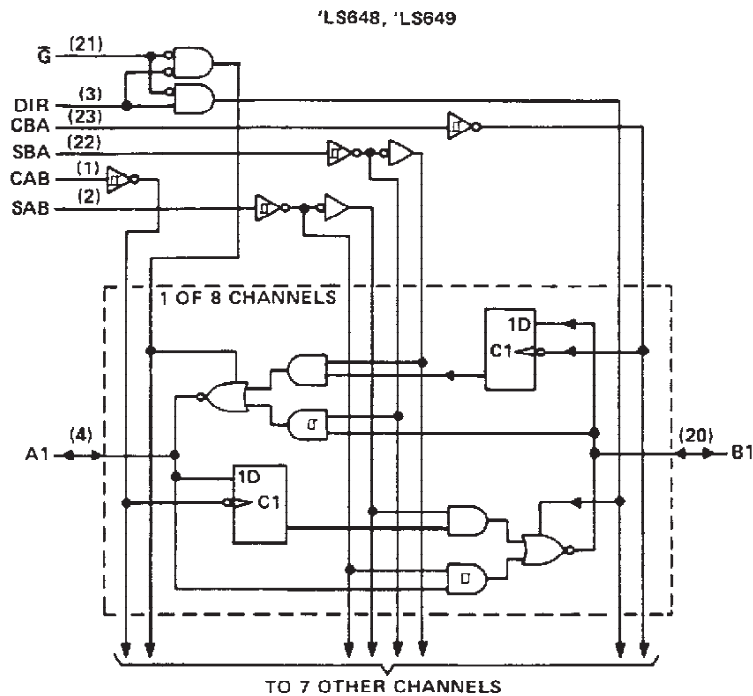 'LS648, 'LS649
G̅ (21)
DIR (3)
CBA (23)
SBA (22)
CAB (1)
SAB (2)
1 OF 8 CHANNELS
1D
C1
A1 (4)
(20) B1
1D
C1
TO 7 OTHER CHANNELS